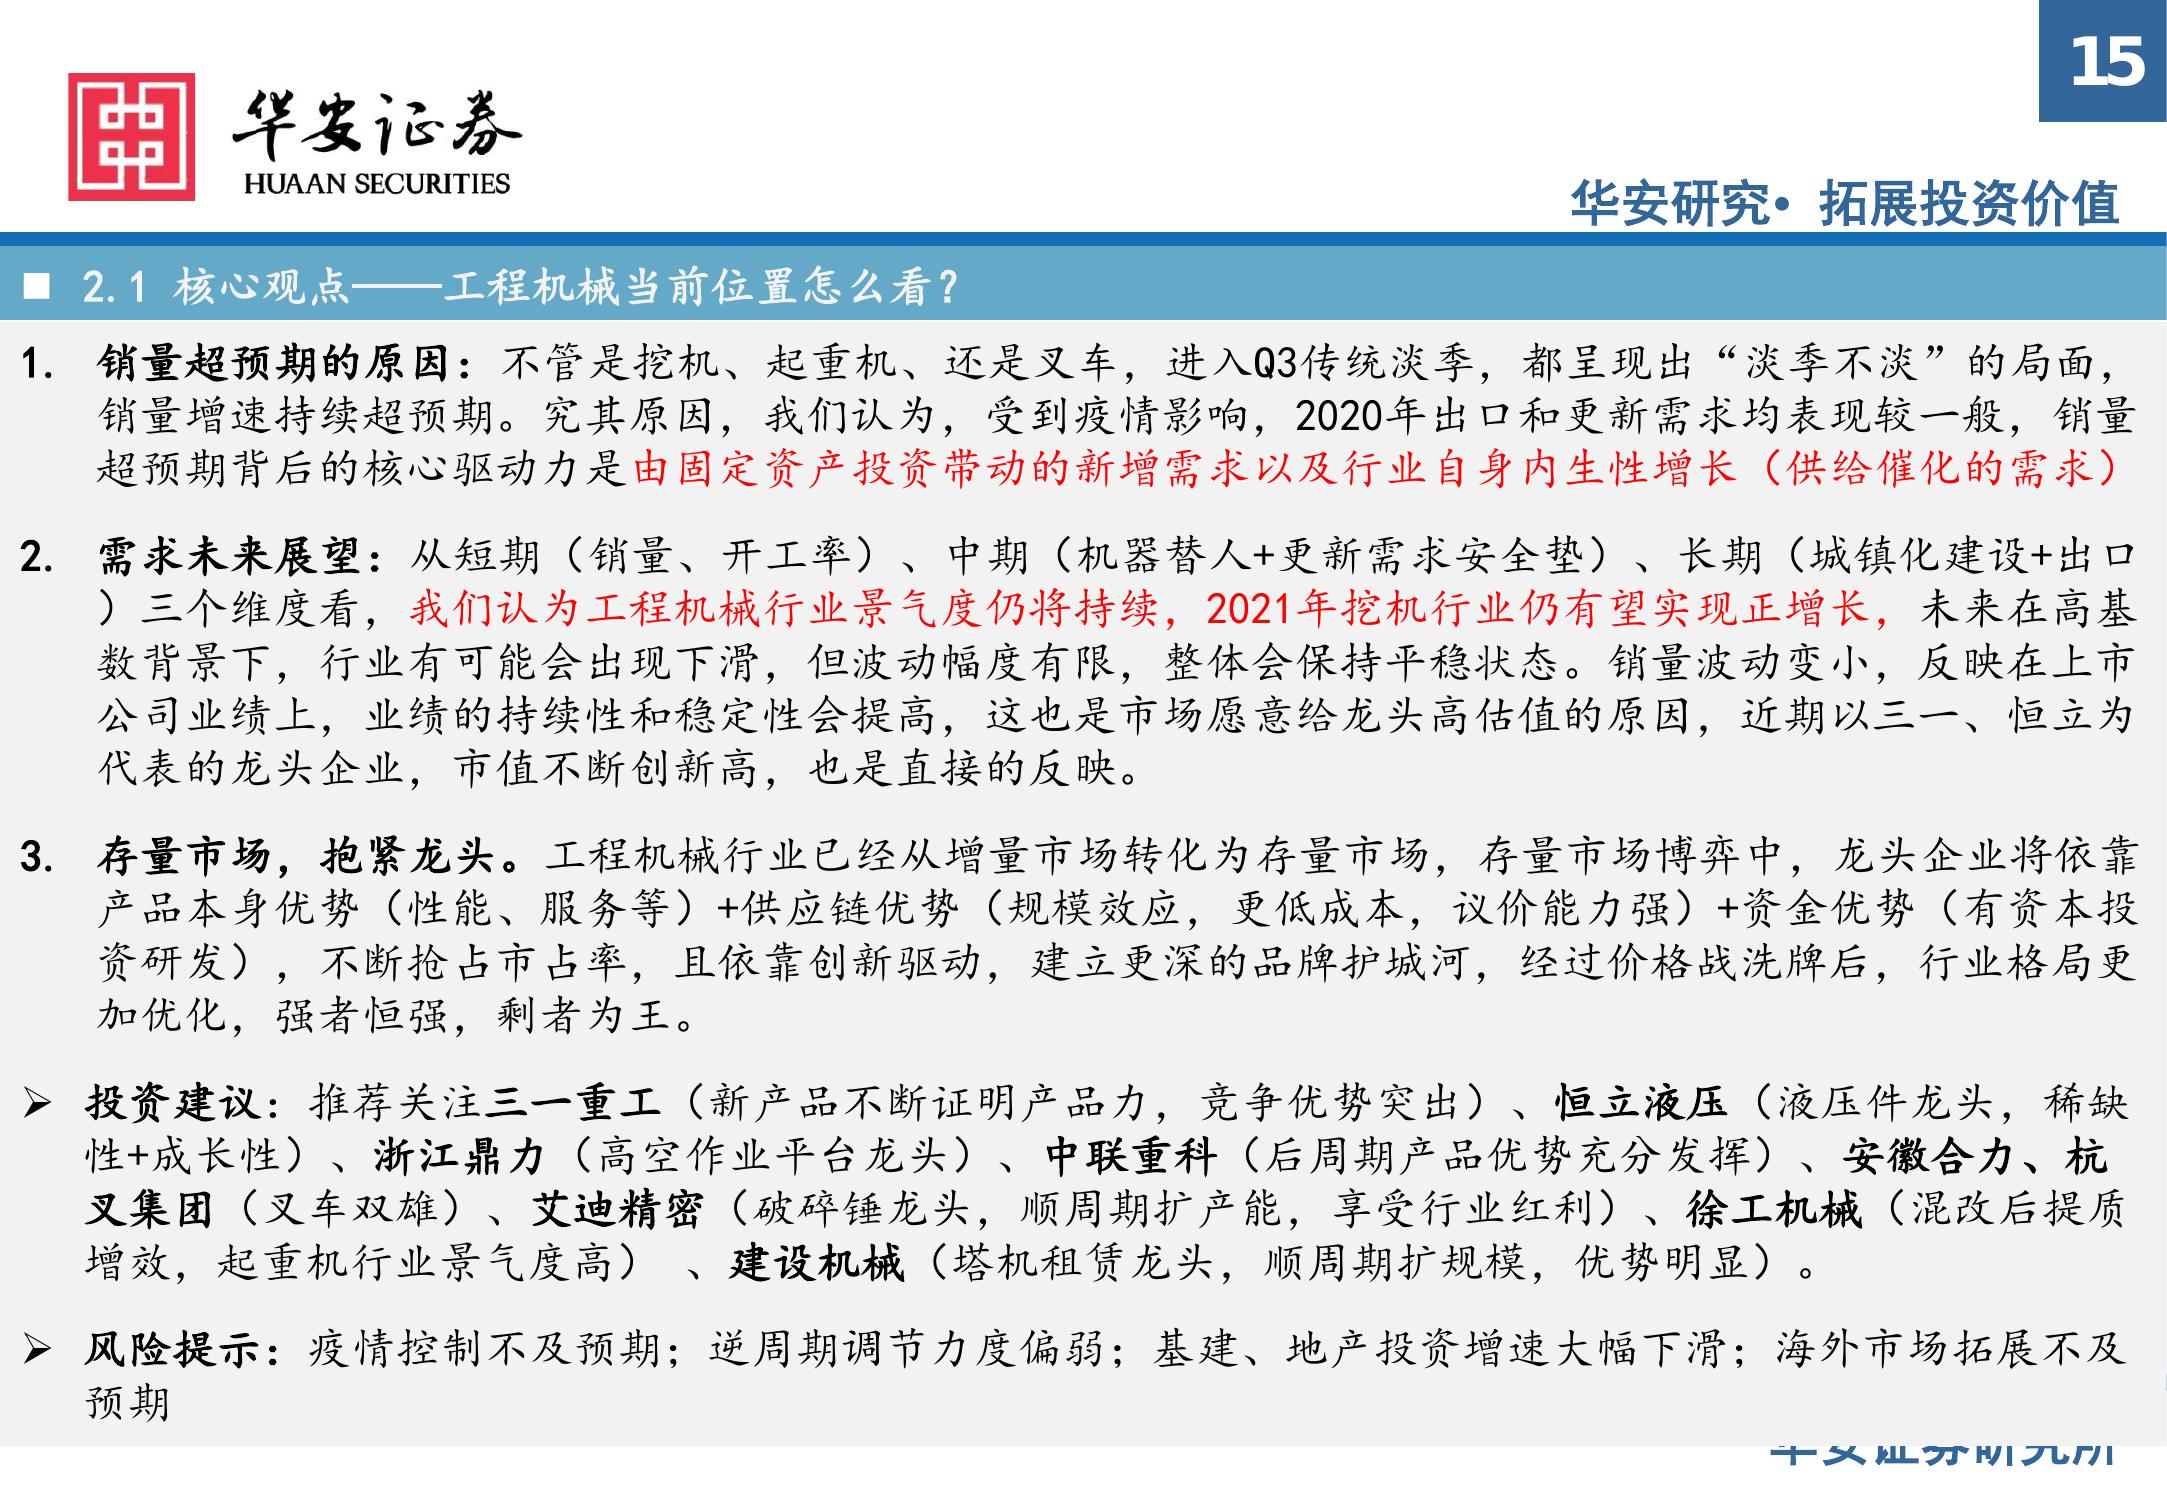 15
华安证券
HUAAN SECURITIES
华安研究• 拓展投资价值
■ 2.1 核心观点——工程机械当前位置怎么看？
1. 销量超预期的原因：不管是挖机、起重机、还是叉车，进入Q3传统淡季，都呈现出“淡季不淡”的局面，
销量增速持续超预期。究其原因，我们认为，受到疫情影响，2020年出口和更新需求均表现较一般，销量
超预期背后的核心驱动力是由固定资产投资带动的新增需求以及行业自身内生性增长（供给催化的需求）
2. 需求未来展望：从短期（销量、开工率）、中期（机器替人+更新需求安全垫）、长期（城镇化建设+出口
）三个维度看，我们认为工程机械行业景气度仍将持续，2021年挖机行业仍有望实现正增长，未来在高基
数背景下，行业有可能会出现下滑，但波动幅度有限，整体会保持平稳状态。销量波动变小，反映在上市
公司业绩上，业绩的持续性和稳定性会提高，这也是市场愿意给龙头高估值的原因，近期以三一、恒立为
代表的龙头企业，市值不断创新高，也是直接的反映。
3. 存量市场，抱紧龙头。工程机械行业已经从增量市场转化为存量市场，存量市场博弈中，龙头企业将依靠
产品本身优势（性能、服务等）+供应链优势（规模效应，更低成本，议价能力强）+资金优势（有资本投
资研发），不断抢占市占率，且依靠创新驱动，建立更深的品牌护城河，经过价格战洗牌后，行业格局更
加优化，强者恒强，剩者为王。
➢ 投资建议：推荐关注三一重工（新产品不断证明产品力，竞争优势突出）、恒立液压（液压件龙头，稀缺
性+成长性）、浙江鼎力（高空作业平台龙头）、中联重科（后周期产品优势充分发挥）、安徽合力、杭
叉集团（叉车双雄）、艾迪精密（破碎锤龙头，顺周期扩产能，享受行业红利）、徐工机械（混改后提质
增效，起重机行业景气度高） 、建设机械（塔机租赁龙头，顺周期扩规模，优势明显）。
➢ 风险提示：疫情控制不及预期；逆周期调节力度偏弱；基建、地产投资增速大幅下滑；海外市场拓展不及
预期
华安证券研究所